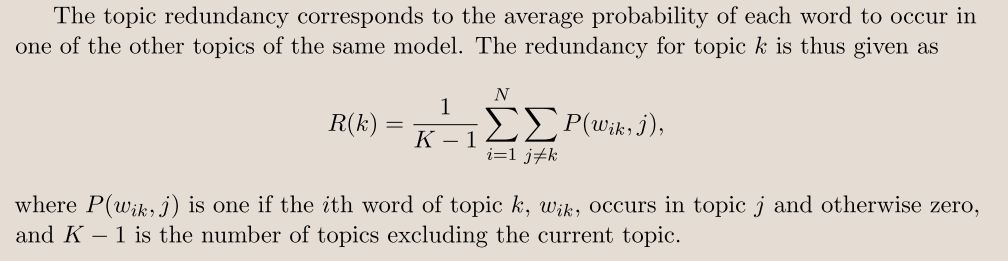 The topic redundancy corresponds to the average probability of each word to occur in
one of the other topics of the same model. The redundancy for topic k is thus given as
R(k) = \frac{1}{K-1} \sum_{i=1}^{N} \sum_{j \neq k} P(w_{ik}, j),
where P(w_{ik}, j) is one if the ith word of topic k, w_{ik}, occurs in topic j and otherwise zero,
and K − 1 is the number of topics excluding the current topic.